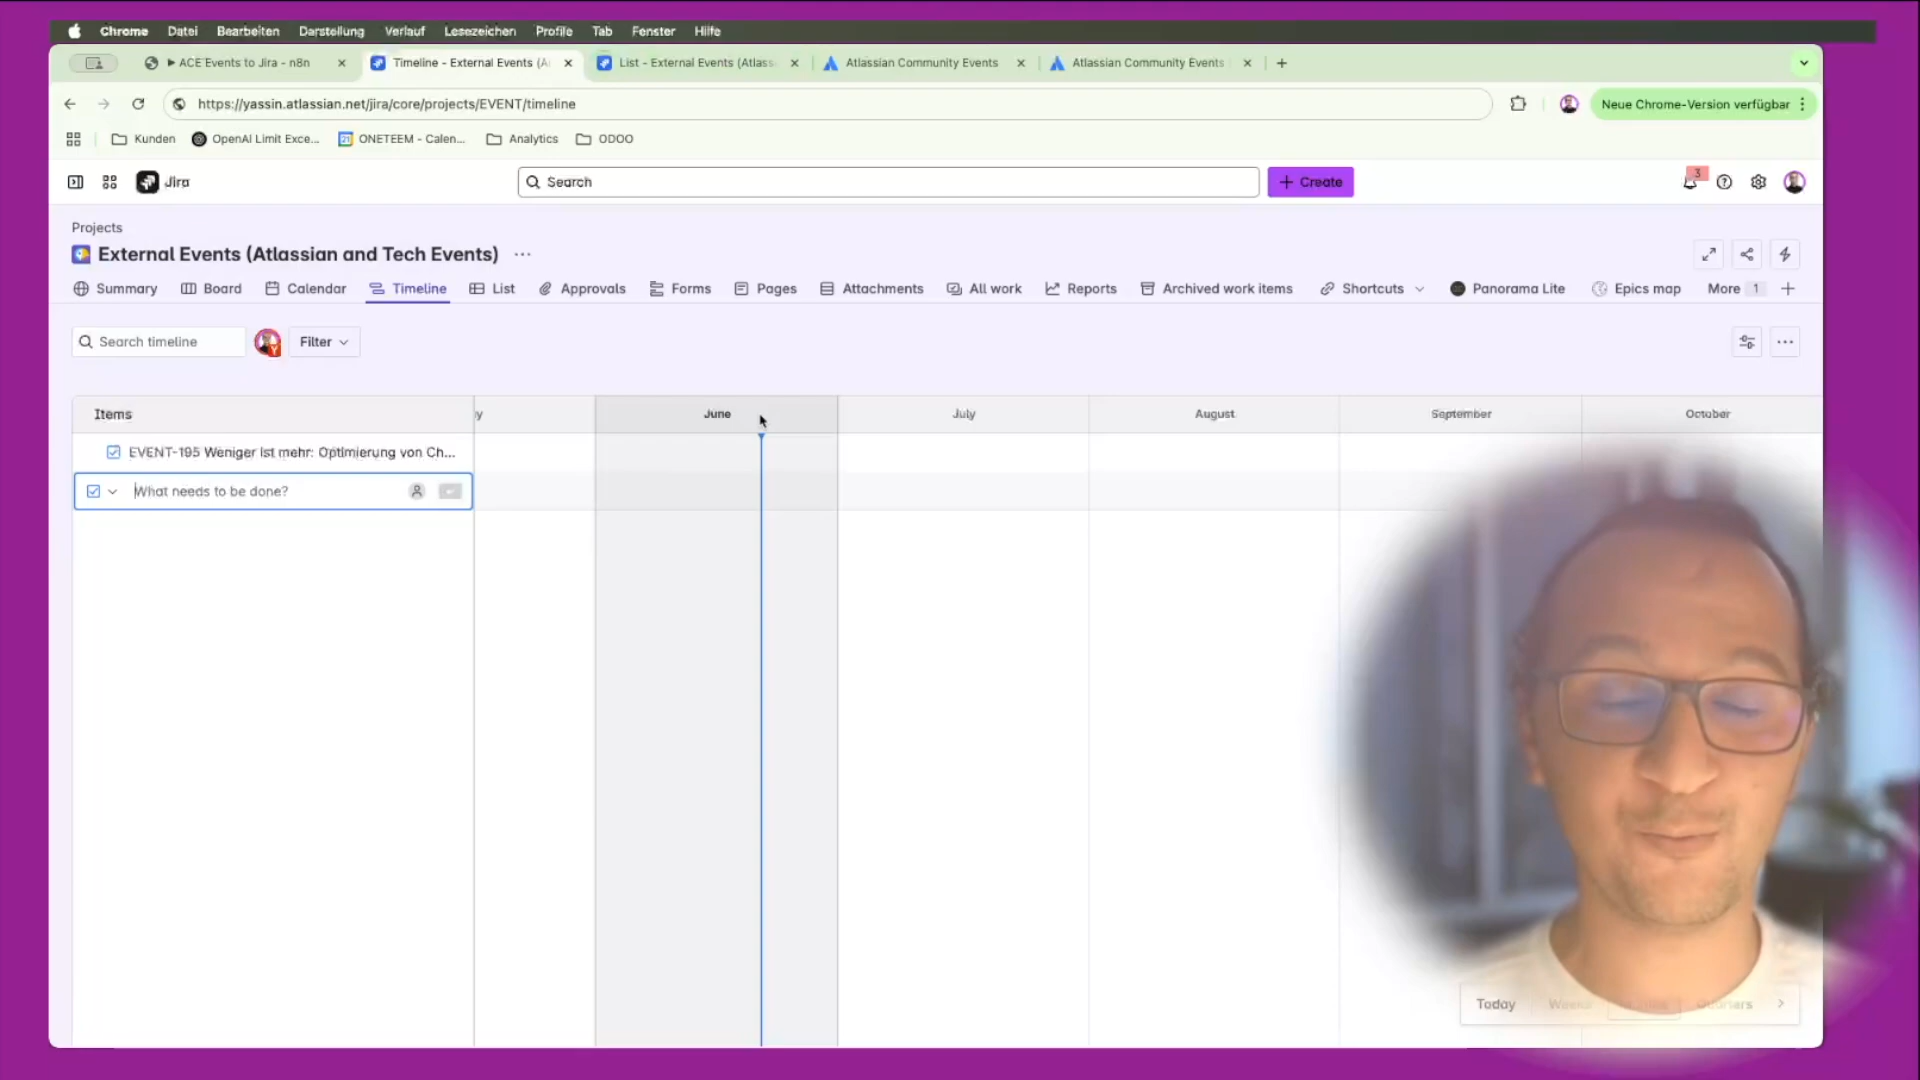 Chrome Datei Bearbeiten Darstellung Verlauf Lesezeichen Profile Tab Fenster Hilfe
ACE Events to Jira - n8n
Timeline - External Events (A
List - External Events (Atlass
Atlassian Community Events
Atlassian Community Events
https://yassin.atlassian.net/jira/core/projects/EVENT/timeline
Neue Chrome-Version verfügbar
Kunden OpenAI Limit Exce... ONETEEM - Calen... Analytics ODOO
Jira
Search
+ Create
3
Projects
External Events (Atlassian and Tech Events) ...
Summary Board Calendar Timeline List Approvals Forms Pages Attachments All work Reports Archived work items Shortcuts Panorama Lite Epics map More 1
Search timeline
Filter
Items
y June July August September October
EVENT-195 Weniger ist mehr: Optimierung von Ch...
What needs to be done?
Today Weeks Quarters